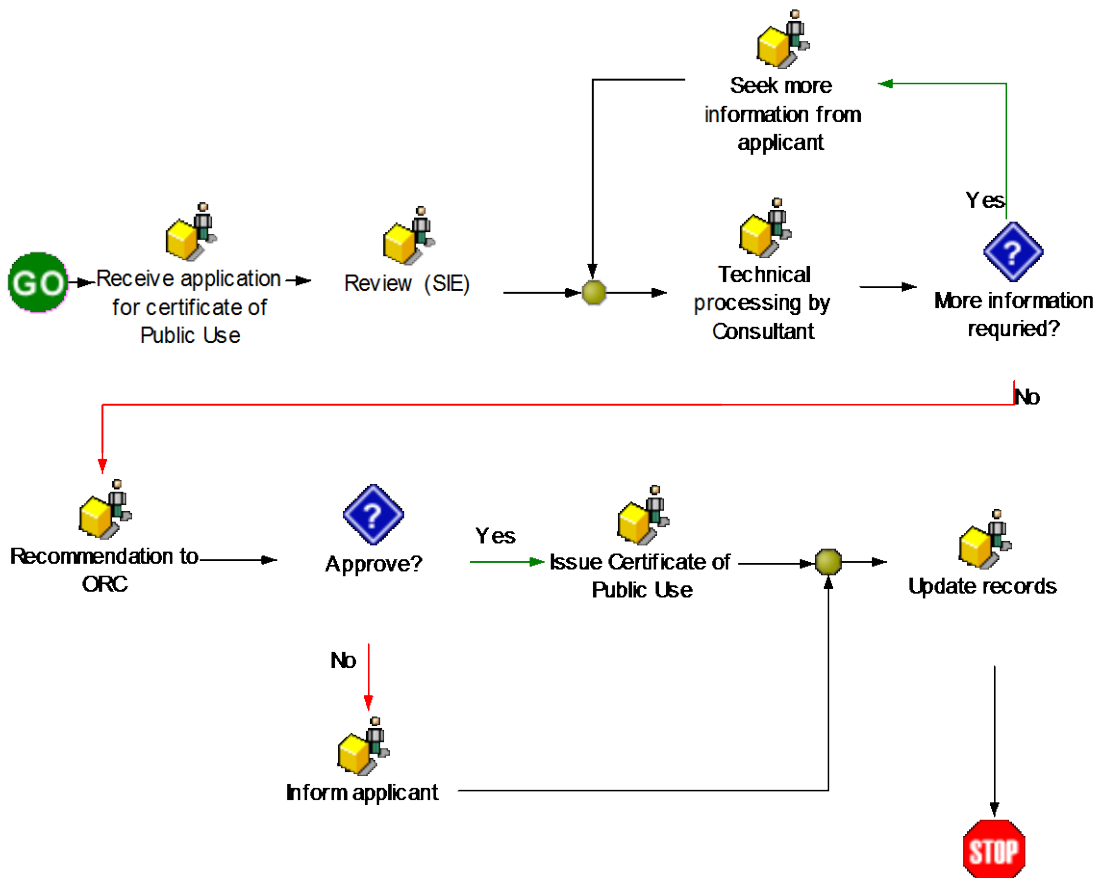 Seek more
information from
applicant
Yes
GO
Receive application
for certificate of
Public Use
Review (SIE)
Technical
processing by
Consultant
?
More information
requried?
No
Recommendation to
ORC
?
Approve?
Yes
Issue Certificate of
Public Use
Update records
No
Inform applicant
STOP